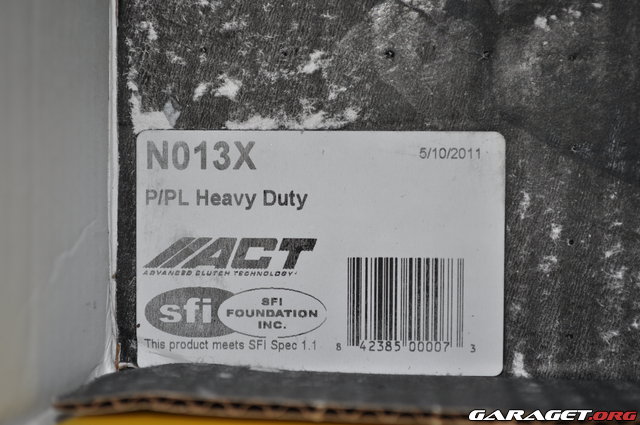 N013X 5/10/2011
P/PL Heavy Duty
ACT
ADVANCED CLUTCH TECHNOLOGY
sfi SFI
FOUNDATION
INC.
This product meets SFI Spec 1.1
8 42385 00007 3
GARAGET.ORG